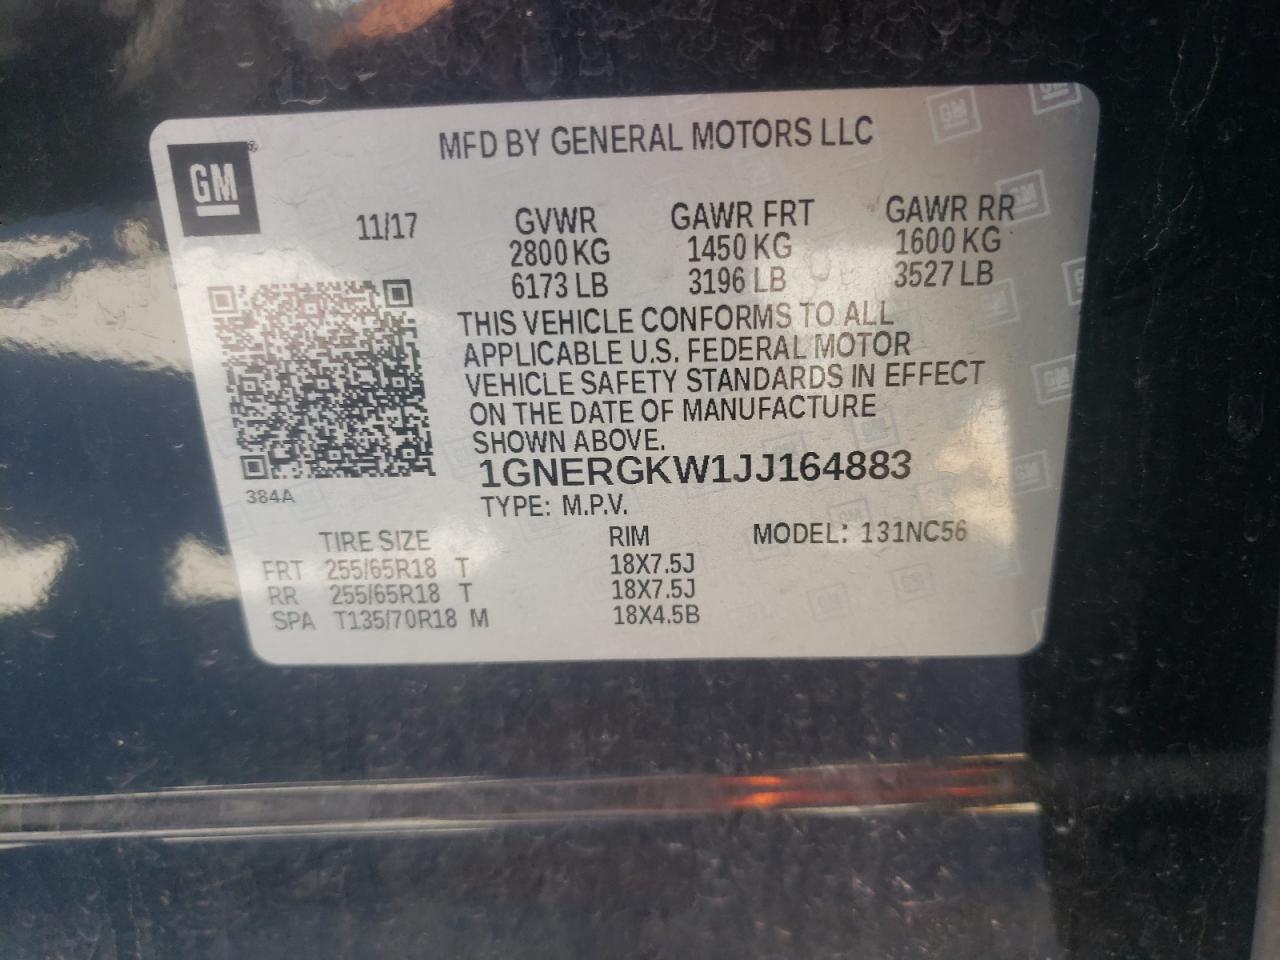 GM
MFD BY GENERAL MOTORS LLC
11/17 GVWR GAWR FRT GAWR RR
2800 KG 1450 KG 1600 KG
6173 LB 3196 LB 3527 LB
THIS VEHICLE CONFORMS TO ALL
APPLICABLE U.S. FEDERAL MOTOR
VEHICLE SAFETY STANDARDS IN EFFECT
ON THE DATE OF MANUFACTURE
SHOWN ABOVE.
1GNERGKW1JJ164883
384A
TYPE: M.P.V.
TIRE SIZE RIM MODEL: 131NC56
FRT 255/65R18 T 18X7.5J
RR 255/65R18 T 18X7.5J
SPA T135/70R18 M 18X4.5B